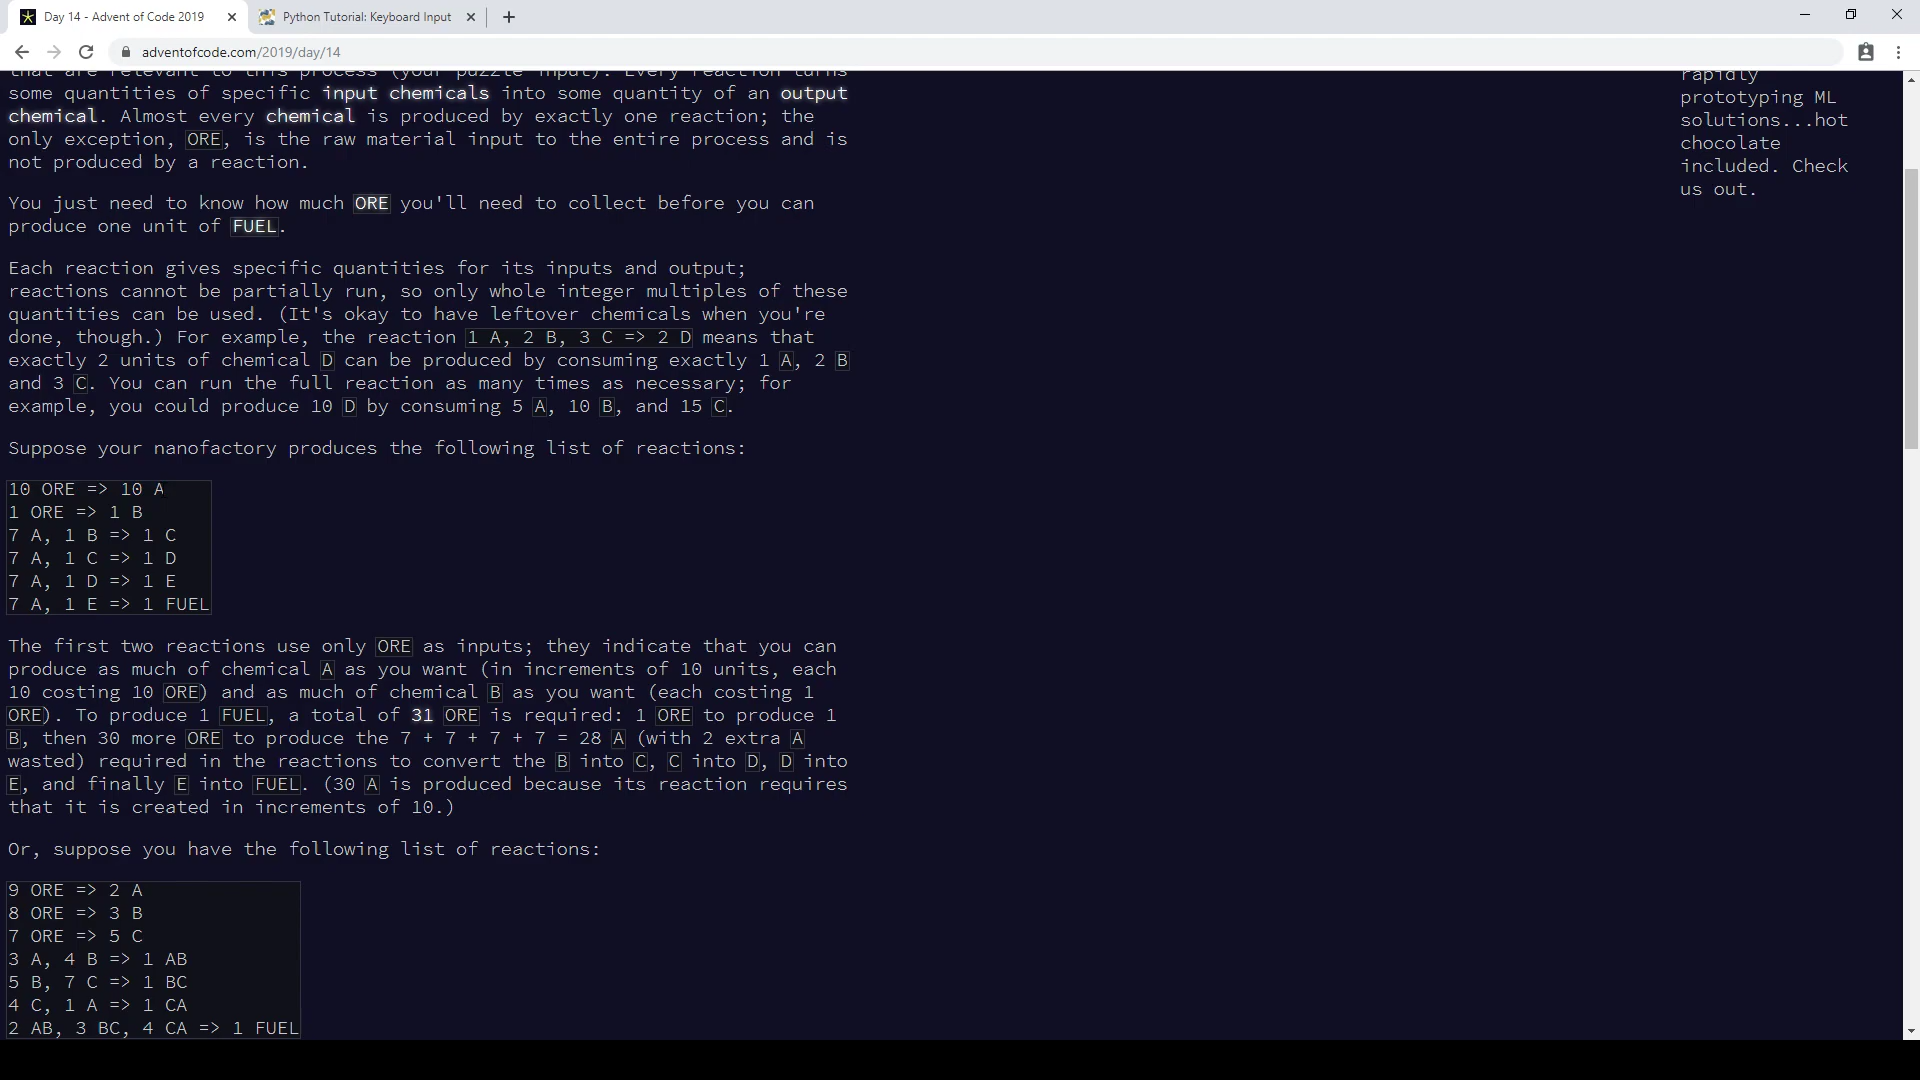 Day 14 - Advent of Code 2019
Python Tutorial: Keyboard Input
adventofcode.com/2019/day/14
that are relevant to this process (your puzzle input). Every reaction turns
some quantities of specific input chemicals into some quantity of an output
chemical. Almost every chemical is produced by exactly one reaction; the
only exception, ORE, is the raw material input to the entire process and is
not produced by a reaction.
You just need to know how much ORE you'll need to collect before you can
produce one unit of FUEL.
Each reaction gives specific quantities for its inputs and output;
reactions cannot be partially run, so only whole integer multiples of these
quantities can be used. (It's okay to have leftover chemicals when you're
done, though.) For example, the reaction 1 A, 2 B, 3 C => 2 D means that
exactly 2 units of chemical D can be produced by consuming exactly 1 A, 2 B
and 3 C. You can run the full reaction as many times as necessary; for
example, you could produce 10 D by consuming 5 A, 10 B, and 15 C.
Suppose your nanofactory produces the following list of reactions:
10 ORE => 10 A
1 ORE => 1 B
7 A, 1 B => 1 C
7 A, 1 C => 1 D
7 A, 1 D => 1 E
7 A, 1 E => 1 FUEL
The first two reactions use only ORE as inputs; they indicate that you can
produce as much of chemical A as you want (in increments of 10 units, each
10 costing 10 ORE) and as much of chemical B as you want (each costing 1
ORE). To produce 1 FUEL, a total of 31 ORE is required: 1 ORE to produce 1
B, then 30 more ORE to produce the 7 + 7 + 7 + 7 = 28 A (with 2 extra A
wasted) required in the reactions to convert the B into C, C into D, D into
E, and finally E into FUEL. (30 A is produced because its reaction requires
that it is created in increments of 10.)
Or, suppose you have the following list of reactions:
9 ORE => 2 A
8 ORE => 3 B
7 ORE => 5 C
3 A, 4 B => 1 AB
5 B, 7 C => 1 BC
4 C, 1 A => 1 CA
2 AB, 3 BC, 4 CA => 1 FUEL
rapidly
prototyping ML
solutions...hot
chocolate
included. Check
us out.